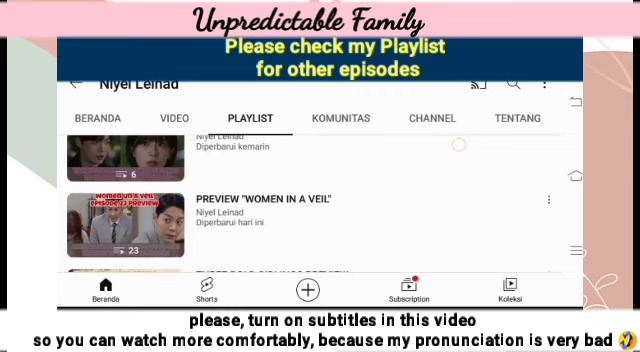 Unpredictable Family
Please check my Playlist
for other episodes
Niyel Leinad
BERANDA VIDEO PLAYLIST KOMUNITAS CHANNEL TENTANG
Niyel Leinad
Diperbarui kemarin
6
WOMEN IN A VEIL
EPISODE 23 PREVIEW
PREVIEW "WOMEN IN A VEIL"
Niyel Leinad
Diperbarui hari ini
23
Beranda Shorts Subscription Koleksi
please, turn on subtitles in this video
so you can watch more comfortably, because my pronunciation is very bad 🤣